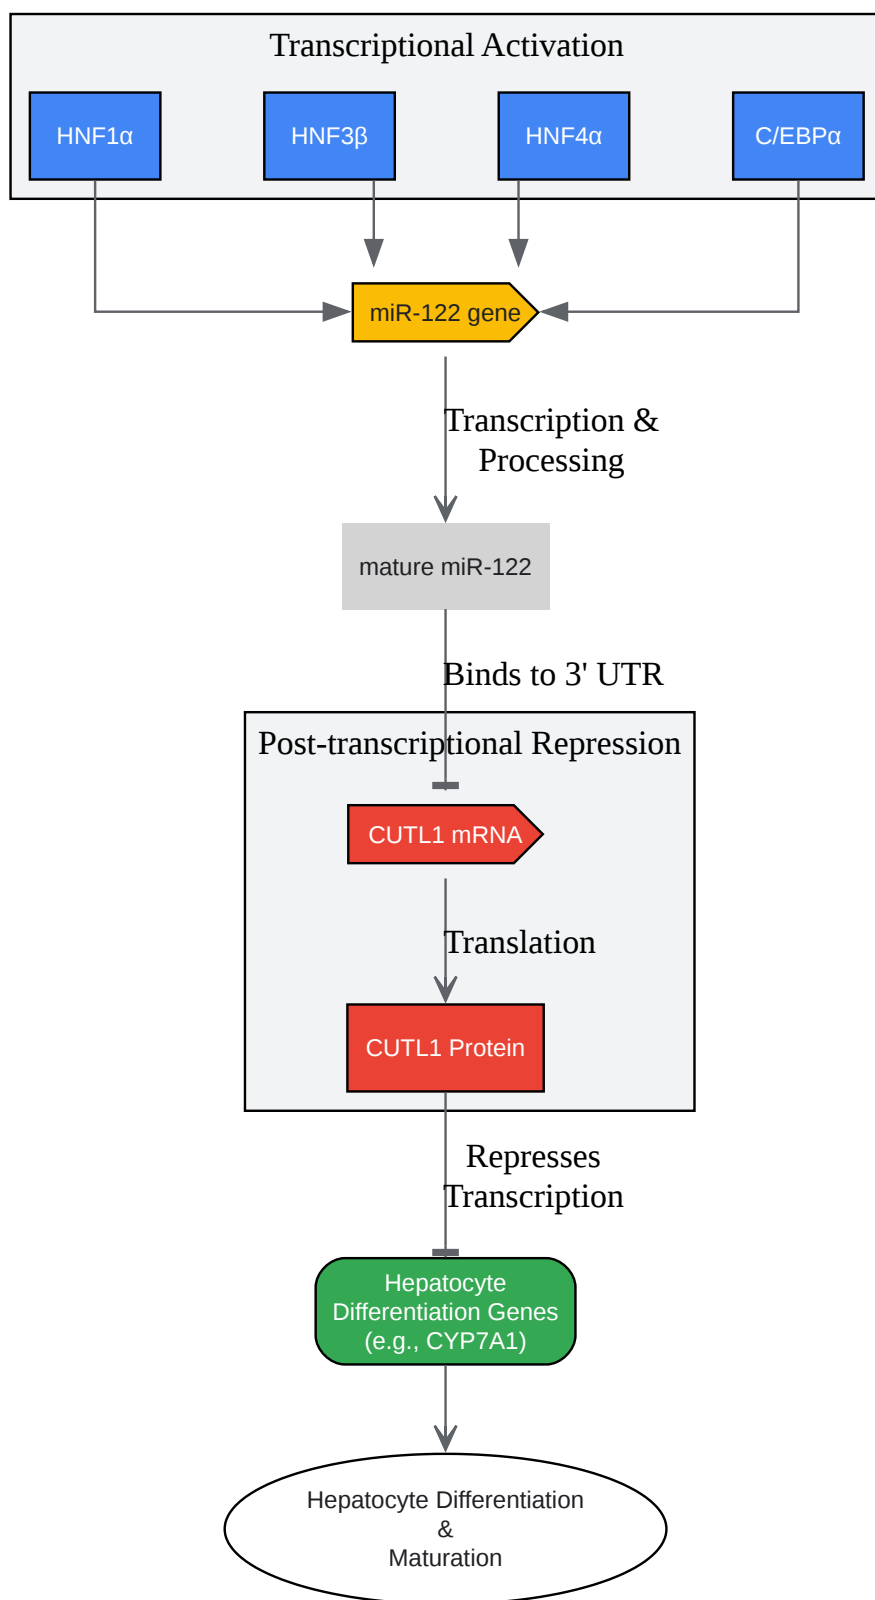 Transcriptional Activation
HNF1α
HNF3β
HNF4α
C/EBPα
miR-122 gene
Transcription &
Processing
mature miR-122
Binds to 3' UTR
Post-transcriptional Repression
CUTL1 mRNA
Translation
CUTL1 Protein
Represses
Transcription
Hepatocyte
Differentiation Genes
(e.g., CYP7A1)
Hepatocyte Differentiation
&
Maturation